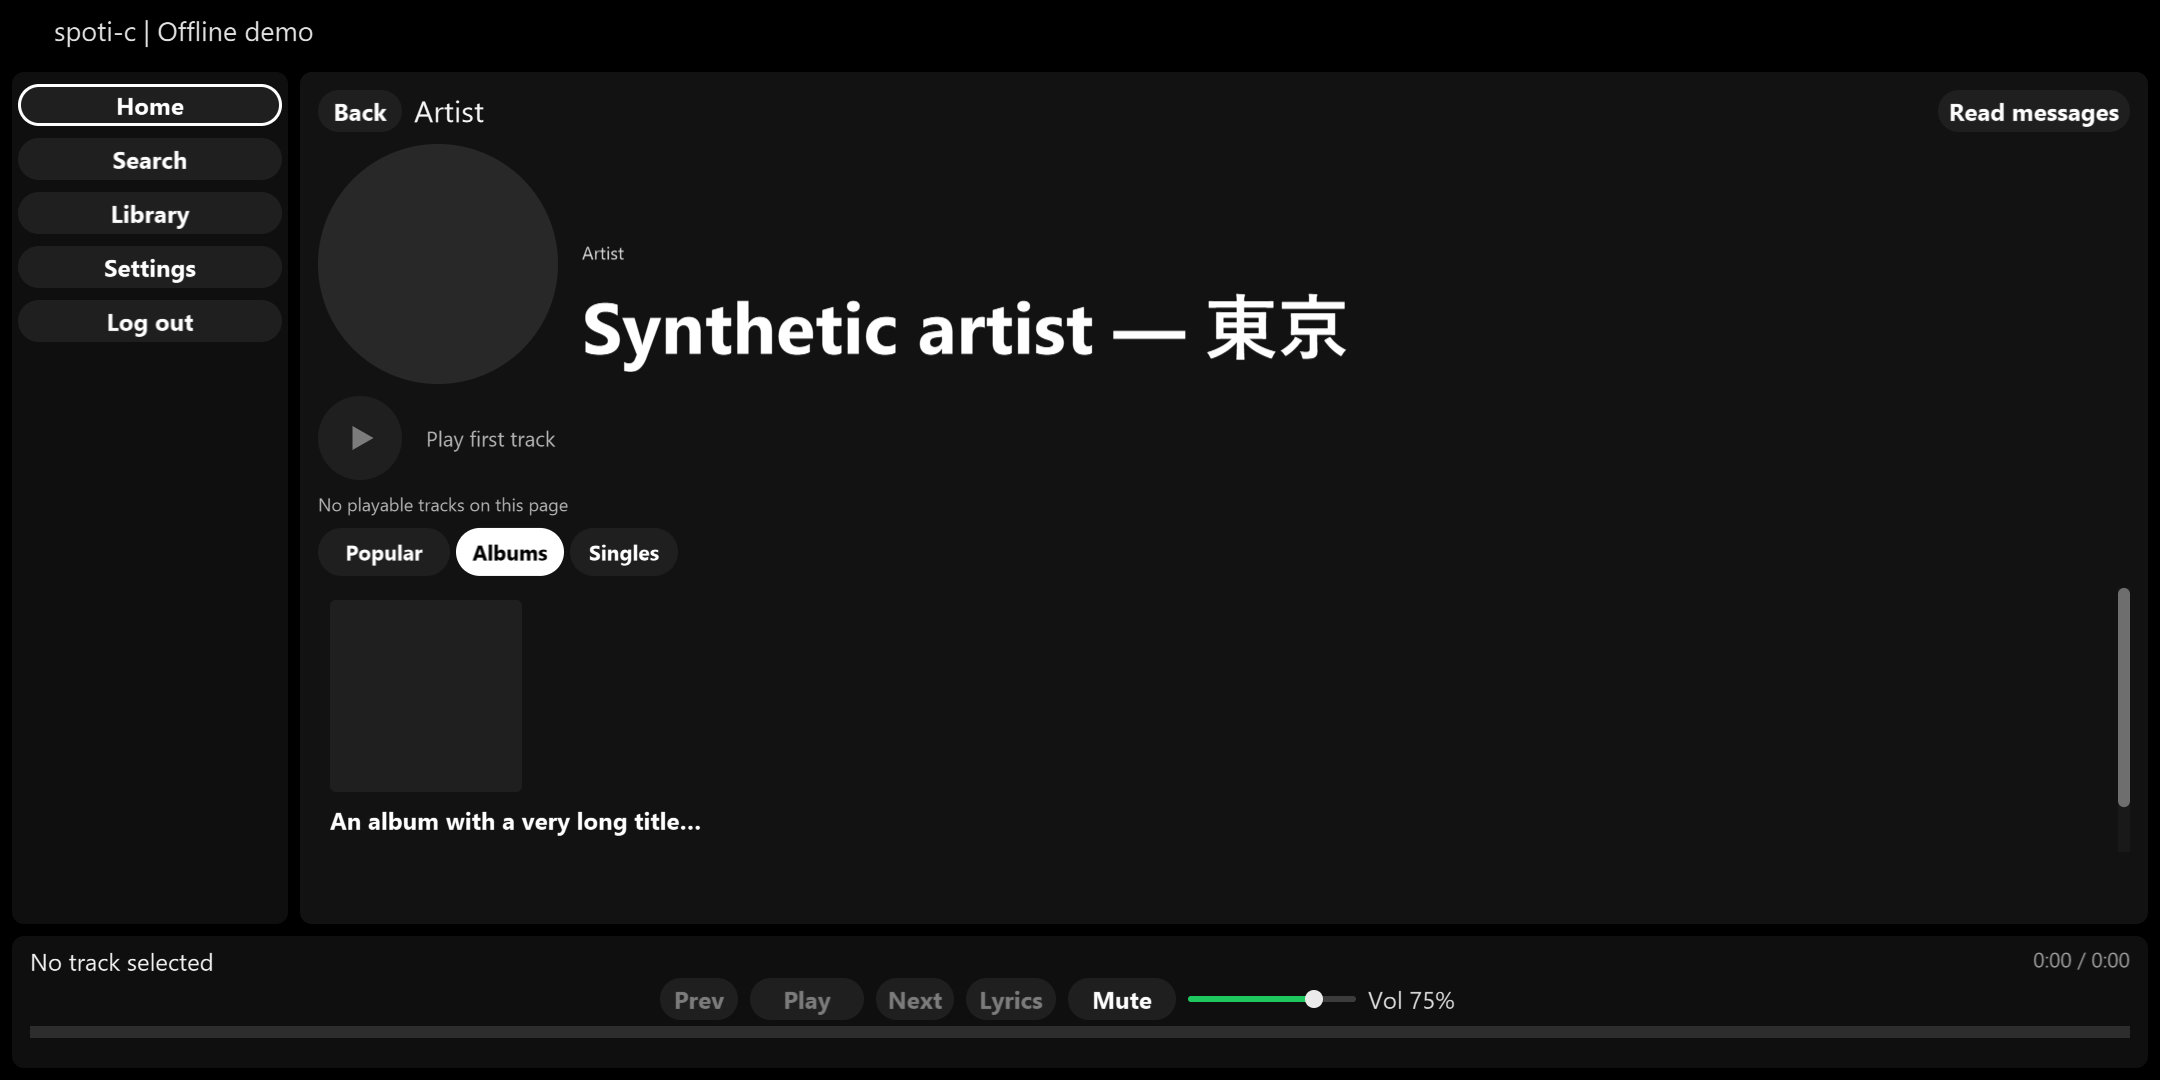 spoti-c | Offline demo
Home
Search
Library
Settings
Log out
Back Artist
Read messages
Artist
Synthetic artist — 東京
Play first track
No playable tracks on this page
Popular Albums Singles
An album with a very long title...
No track selected
0:00 / 0:00
Prev Play Next Lyrics Mute Vol 75%